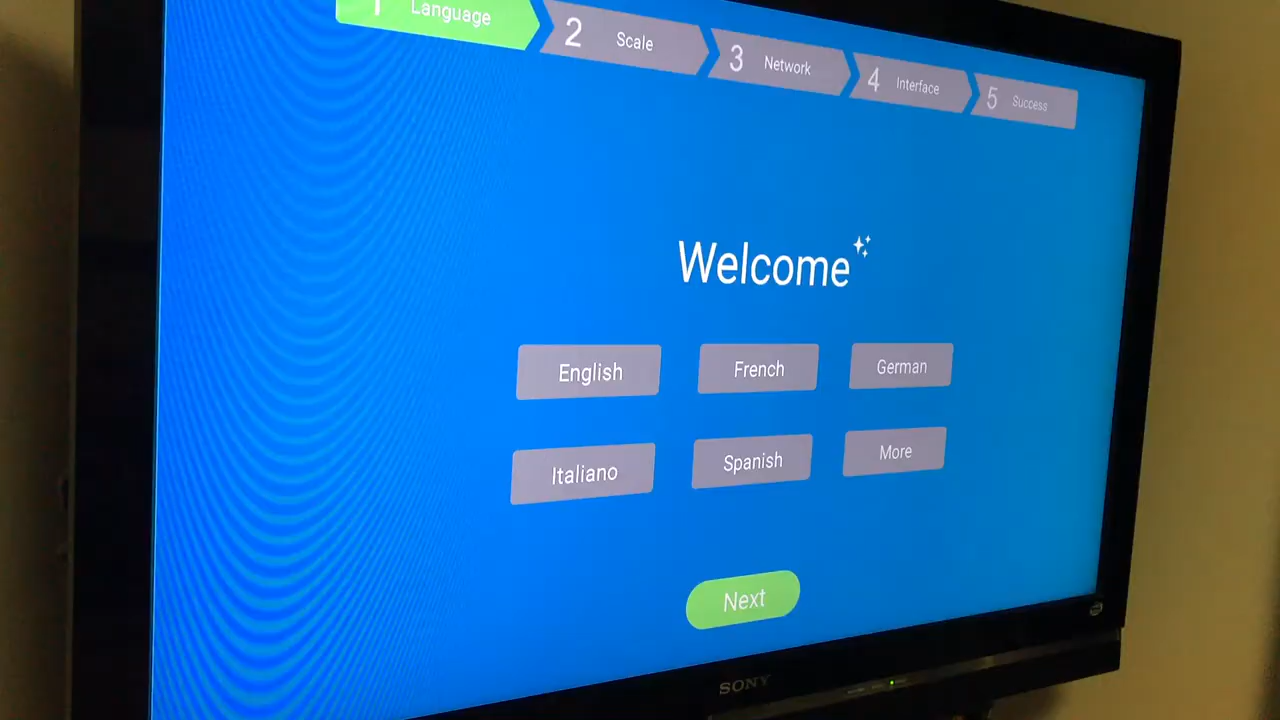 1 Language
2 Scale
3 Network
4 Interface
5 Success
Welcome
English
French
German
Italiano
Spanish
More
Next
SONY